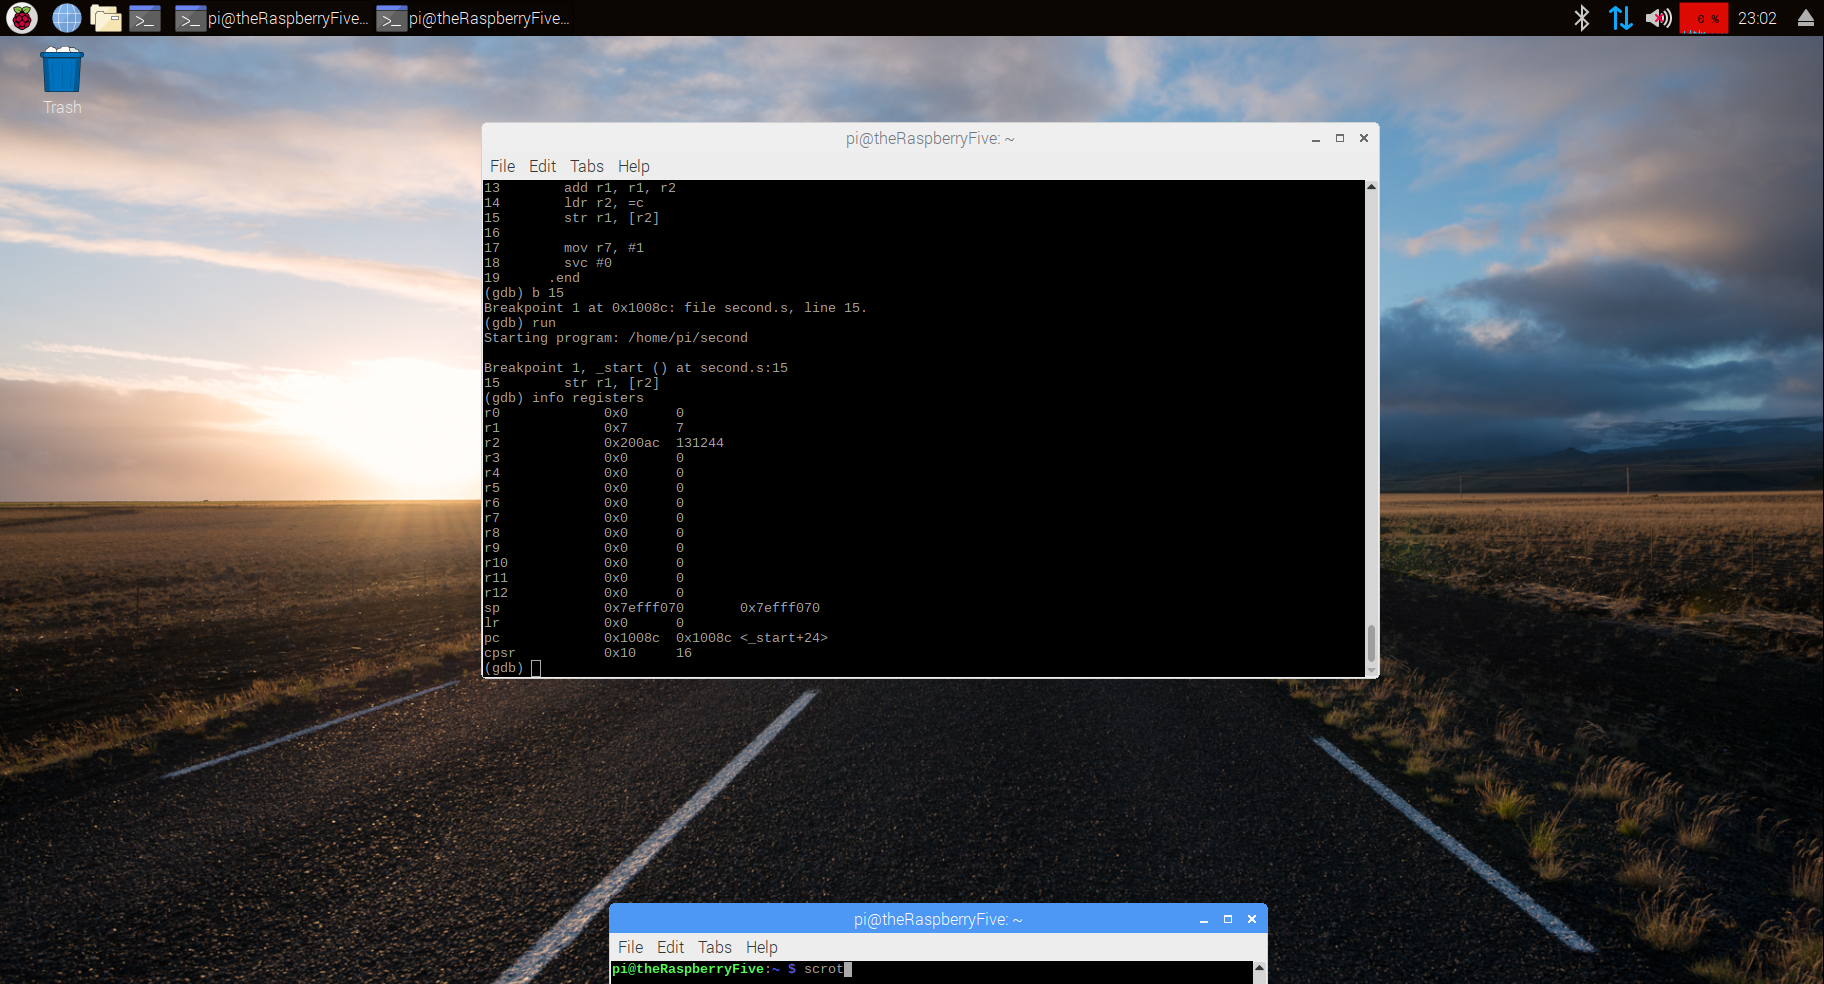 pi@theRaspberryFive... pi@theRaspberryFive... 0 % 23:02
Trash
pi@theRaspberryFive: ~
File Edit Tabs Help
13 add r1, r1, r2
14 ldr r2, =c
15 str r1, [r2]
16
17 mov r7, #1
18 svc #0
19 .end
(gdb) b 15
Breakpoint 1 at 0x1008c: file second.s, line 15.
(gdb) run
Starting program: /home/pi/second
Breakpoint 1, _start () at second.s:15
15 str r1, [r2]
(gdb) info registers
r0 0x0 0
r1 0x7 7
r2 0x200ac 131244
r3 0x0 0
r4 0x0 0
r5 0x0 0
r6 0x0 0
r7 0x0 0
r8 0x0 0
r9 0x0 0
r10 0x0 0
r11 0x0 0
r12 0x0 0
sp 0x7efff070 0x7efff070
lr 0x0 0
pc 0x1008c 0x1008c <_start+24>
cpsr 0x10 16
(gdb)
pi@theRaspberryFive: ~
File Edit Tabs Help
pi@theRaspberryFive:~ $ scrot